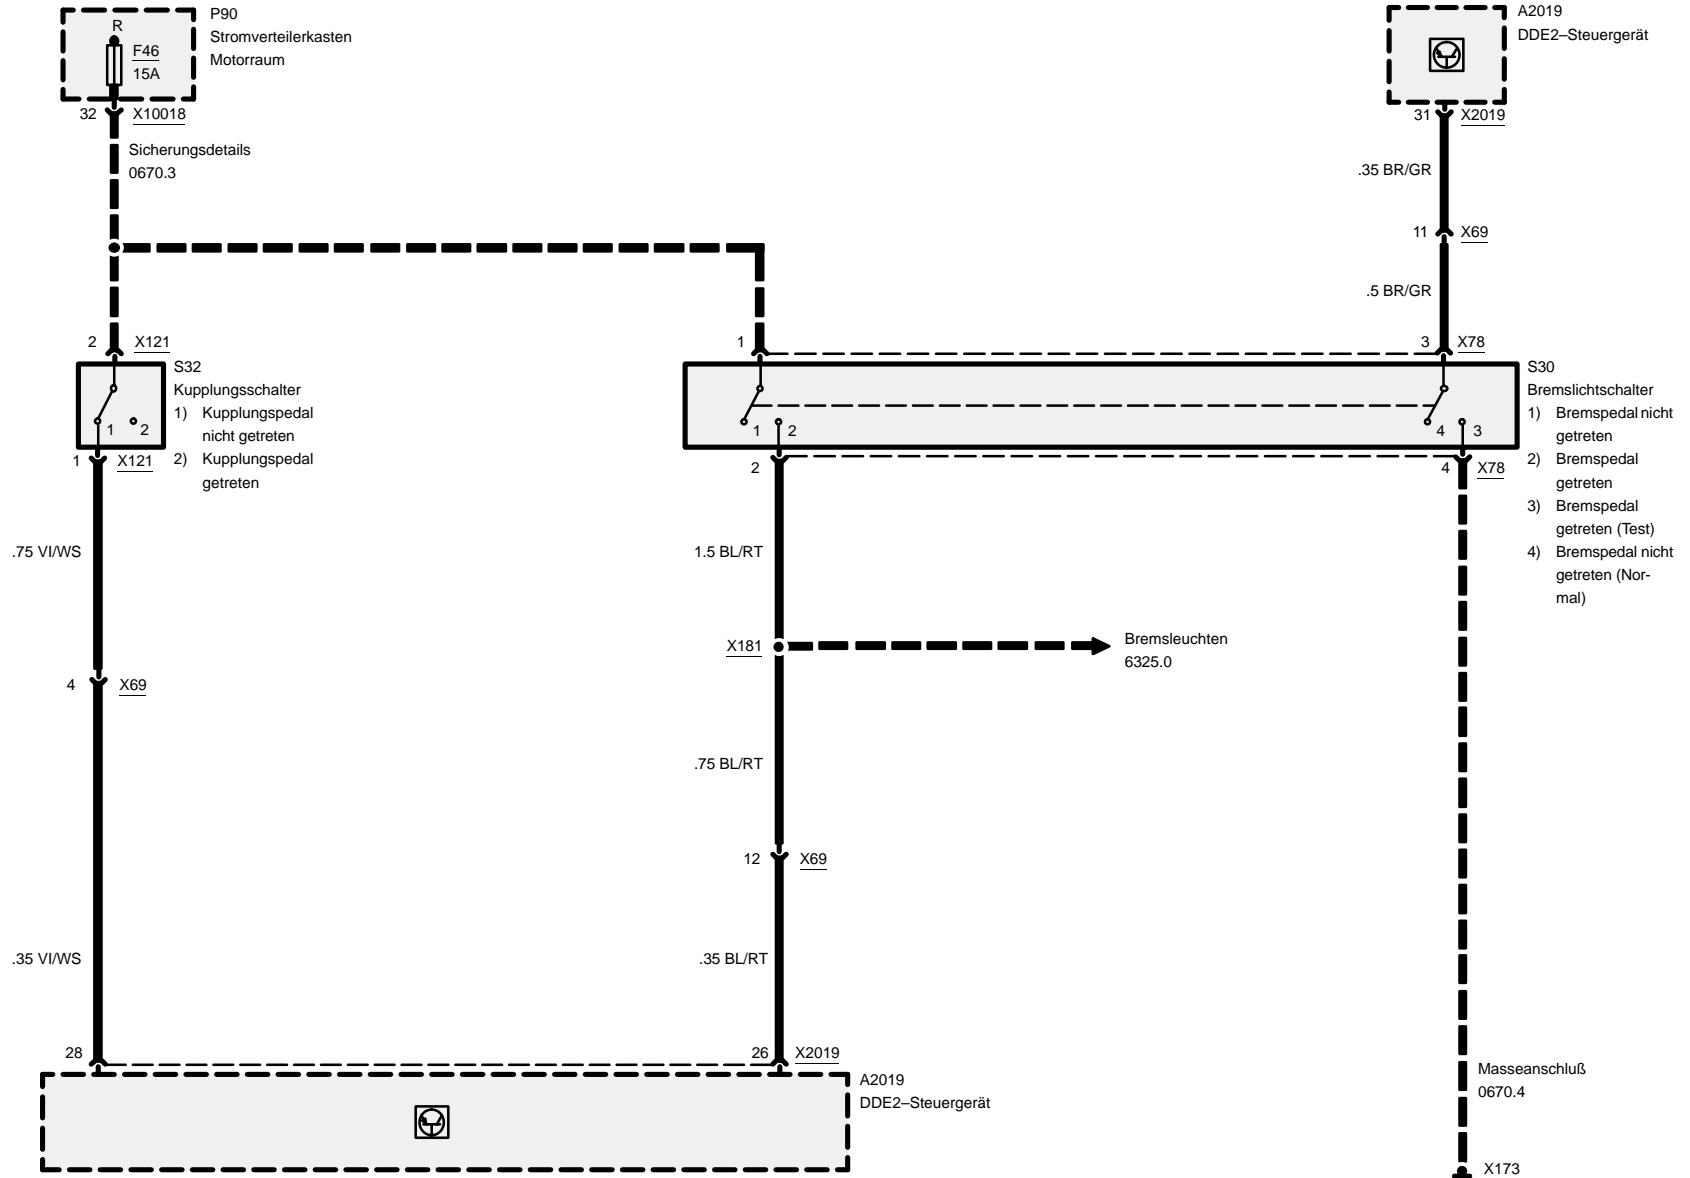 P90
Stromverteilerkasten
Motorraum
R
F46
15A
32 X10018
Sicherungsdetails
0670.3
A2019
DDE2–Steuergerät
31 X2019
.35 BR/GR
11 X69
.5 BR/GR
2 X121
1
3 X78
S32
Kupplungsschalter
1) Kupplungspedal
nicht getreten
2) Kupplungspedal
getreten
1 2
1 X121
1 2
4 3
S30
Bremslichtschalter
1) Bremspedal nicht
getreten
2) Bremspedal
getreten
3) Bremspedal
getreten (Test)
4) Bremspedal nicht
getreten (Nor-
mal)
2
4 X78
.75 VI/WS
1.5 BL/RT
X181
Bremsleuchten
6325.0
4 X69
.75 BL/RT
12 X69
.35 VI/WS
.35 BL/RT
28
26 X2019
A2019
DDE2–Steuergerät
Masseanschluß
0670.4
X173